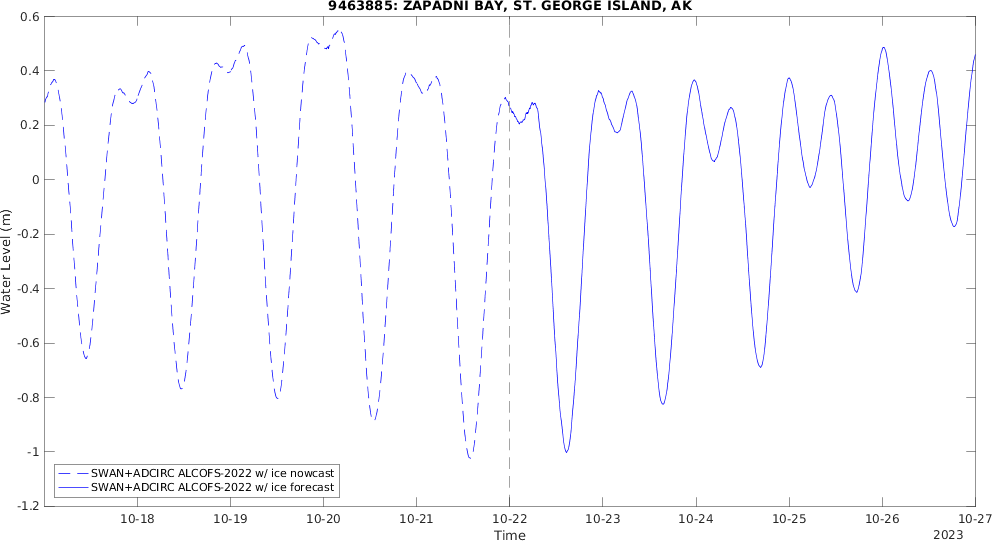 9463885: ZAPADNI BAY, ST. GEORGE ISLAND, AK
0.6
0.4
0.2
0
-0.2
-0.4
-0.6
-0.8
-1
-1.2
Water Level (m)
SWAN+ADCIRC ALCOFS-2022 w/ ice nowcast
SWAN+ADCIRC ALCOFS-2022 w/ ice forecast
10-18 10-19 10-20 10-21 10-22 10-23 10-24 10-25 10-26 10-27
Time
2023